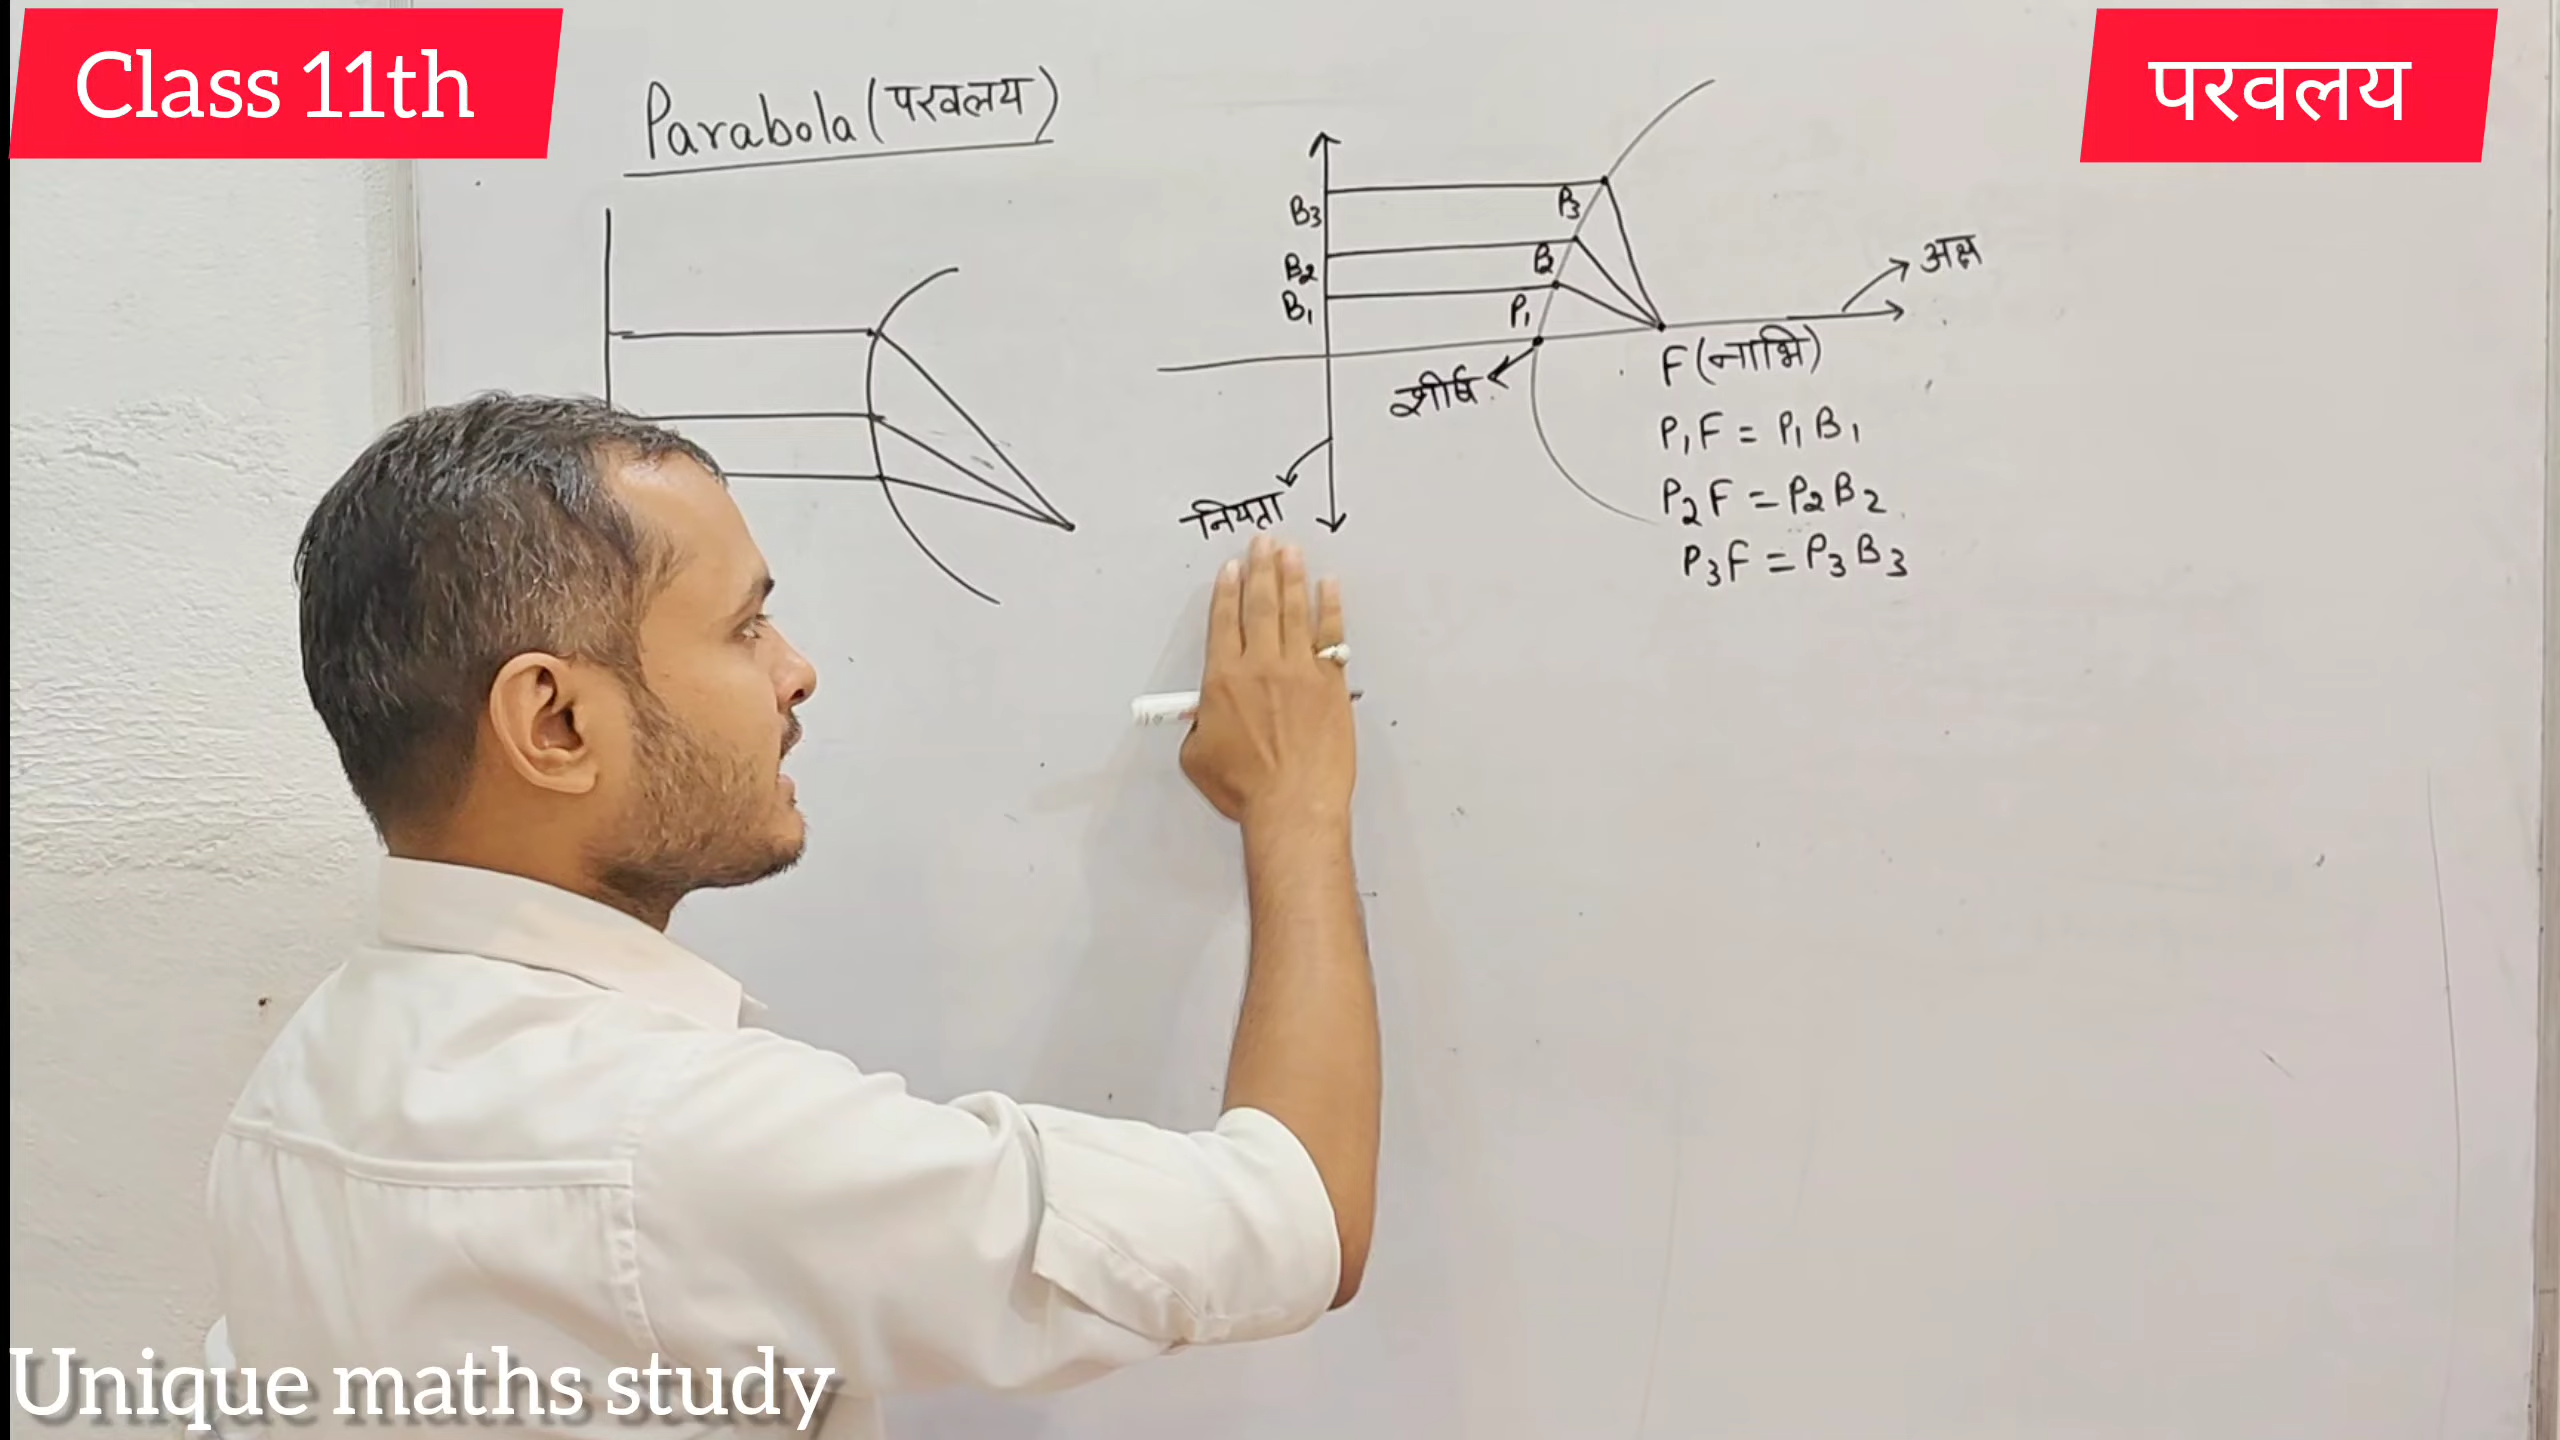 Class 11th
परवलय
Parabola (परवलय)
B3
P3
B2
P2
B1
P1
अक्ष
शीर्ष
F (नाभि)
नियता
P1F = P1B1
P2F = P2B2
P3F = P3B3
Unique maths study